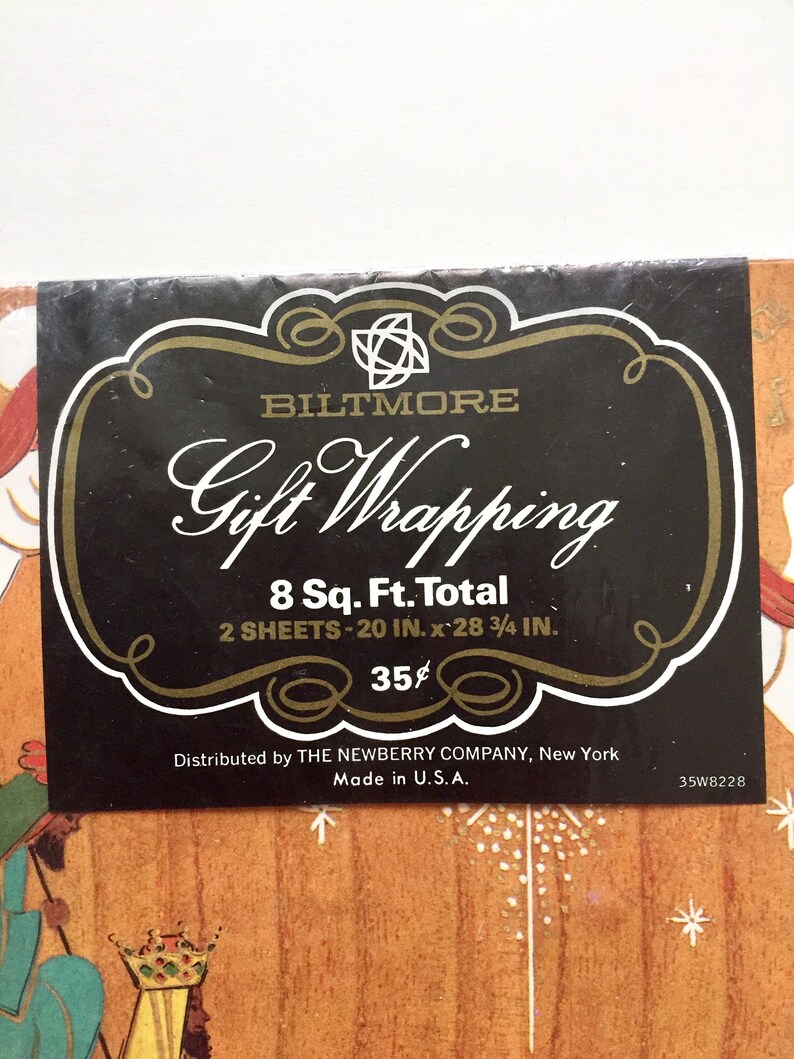 BILTMORE
Gift Wrapping
8 Sq. Ft. Total
2 SHEETS-20 IN. x 28 3/4 IN.
35¢
Distributed by THE NEWBERRY COMPANY, New York
Made in U.S.A.
35W8228